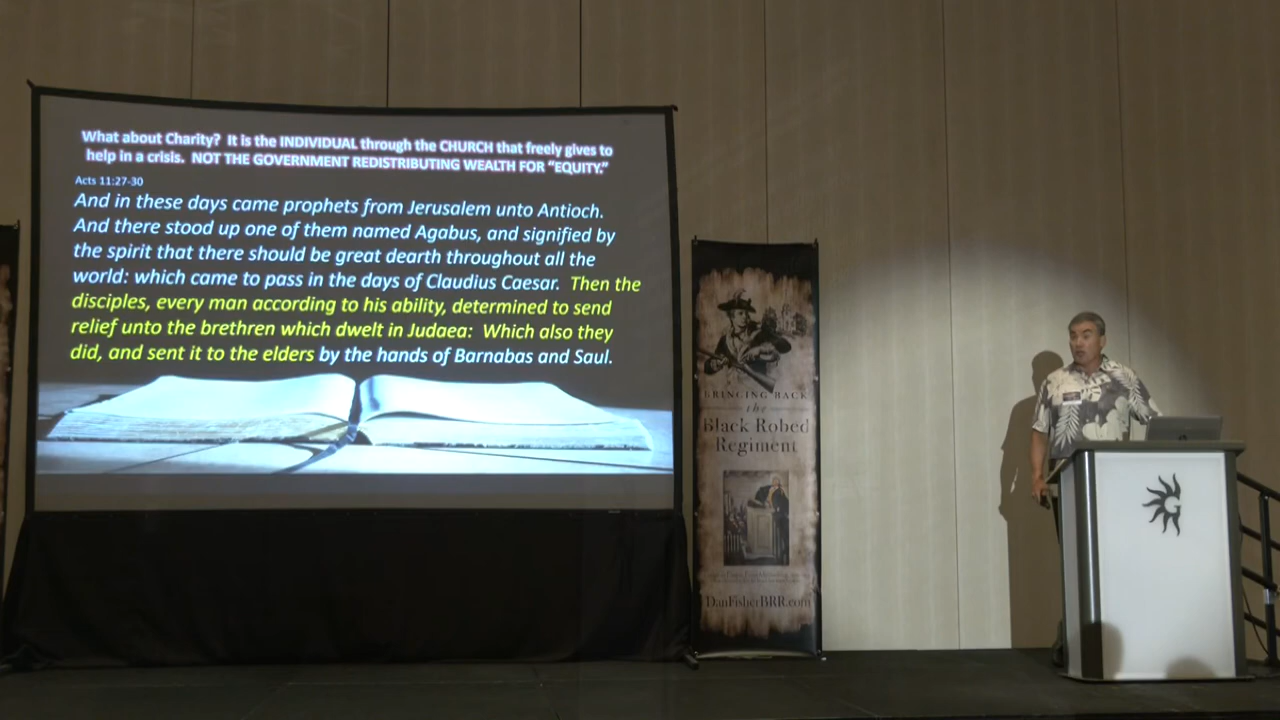 What about Charity?  It is the INDIVIDUAL through the CHURCH that freely gives to
help in a crisis.  NOT THE GOVERNMENT REDISTRIBUTING WEALTH FOR “EQUITY.”
Acts 11:27-30
And in these days came prophets from Jerusalem unto Antioch.
And there stood up one of them named Agabus, and signified by
the spirit that there should be great dearth throughout all the
world: which came to pass in the days of Claudius Caesar.  Then the
disciples, every man according to his ability, determined to send
relief unto the brethren which dwelt in Judaea:  Which also they
did, and sent it to the elders by the hands of Barnabas and Saul.
BRINGING BACK
the
Black Robed
Regiment
DanFisherBRR.com